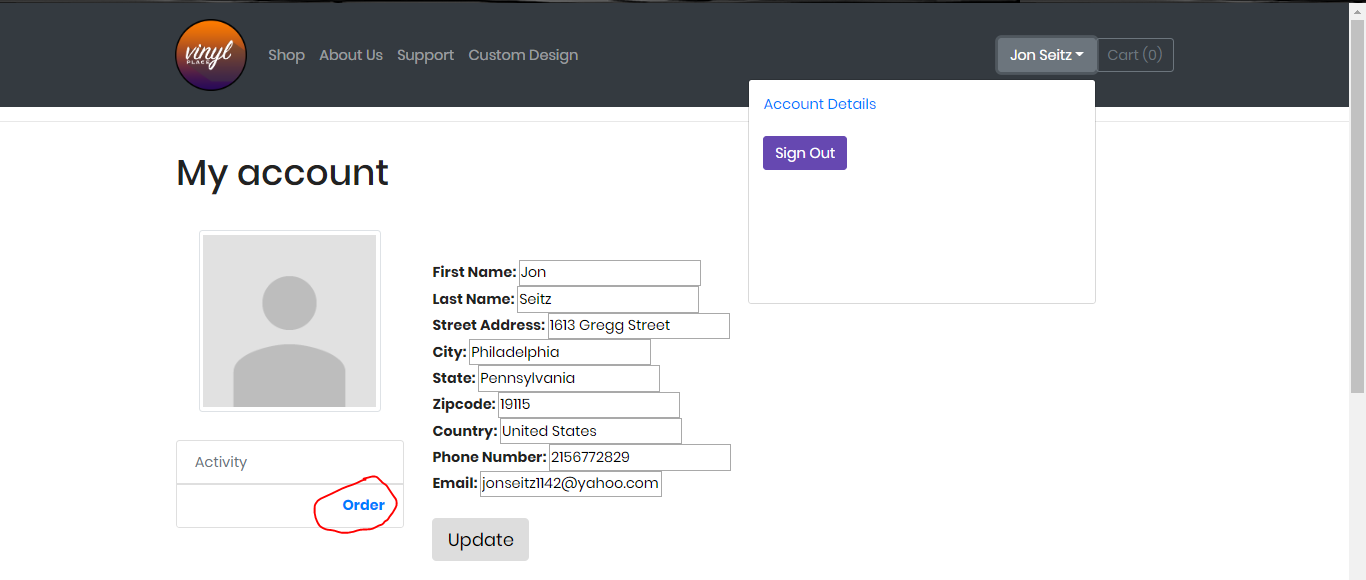 vinyl
PLACE
Shop About Us Support Custom Design
Jon Seitz Cart (0)
Account Details
Sign Out
My account
First Name: Jon
Last Name: Seitz
Street Address: 1613 Gregg Street
City: Philadelphia
State: Pennsylvania
Zipcode: 19115
Country: United States
Phone Number: 2156772829
Email: jonseitz1142@yahoo.com
Update
Activity
Order